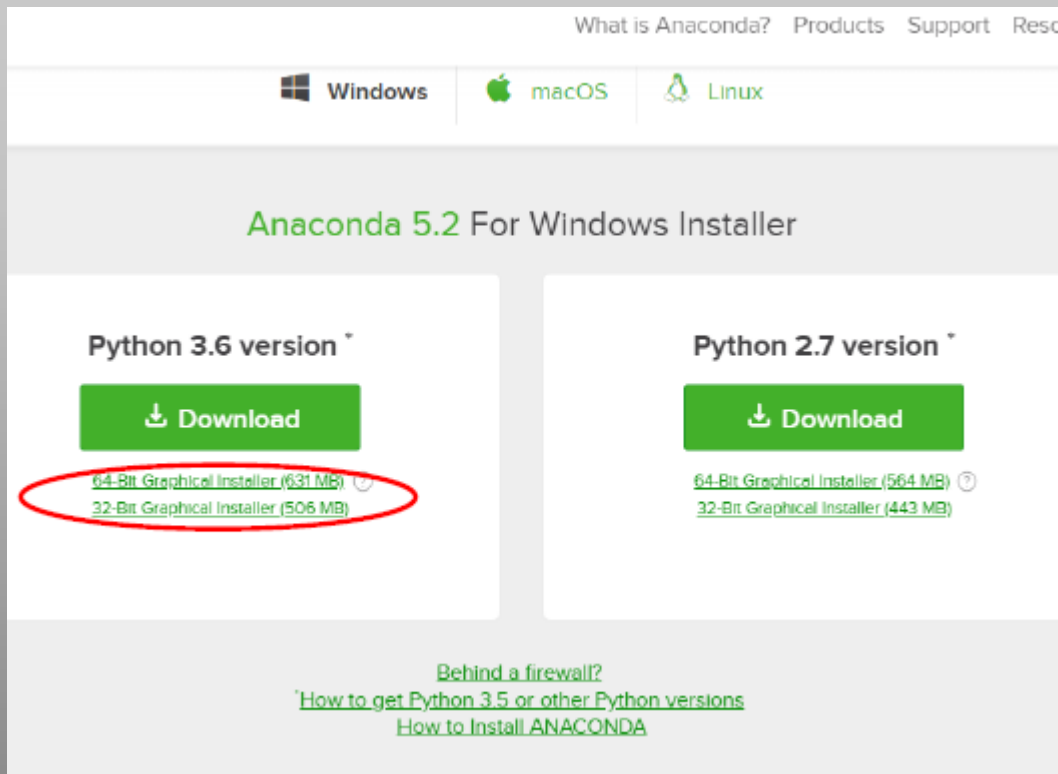 What is Anaconda? Products Support Resc
Windows macOS Linux
Anaconda 5.2 For Windows Installer
Python 3.6 version *
Download
64-Bit Graphical Installer (631 MB) ?
32-Bit Graphical Installer (506 MB)
Python 2.7 version *
Download
64-Bit Graphical Installer (564 MB) ?
32-Bit Graphical Installer (443 MB)
Behind a firewall?
*How to get Python 3.5 or other Python versions
How to Install ANACONDA